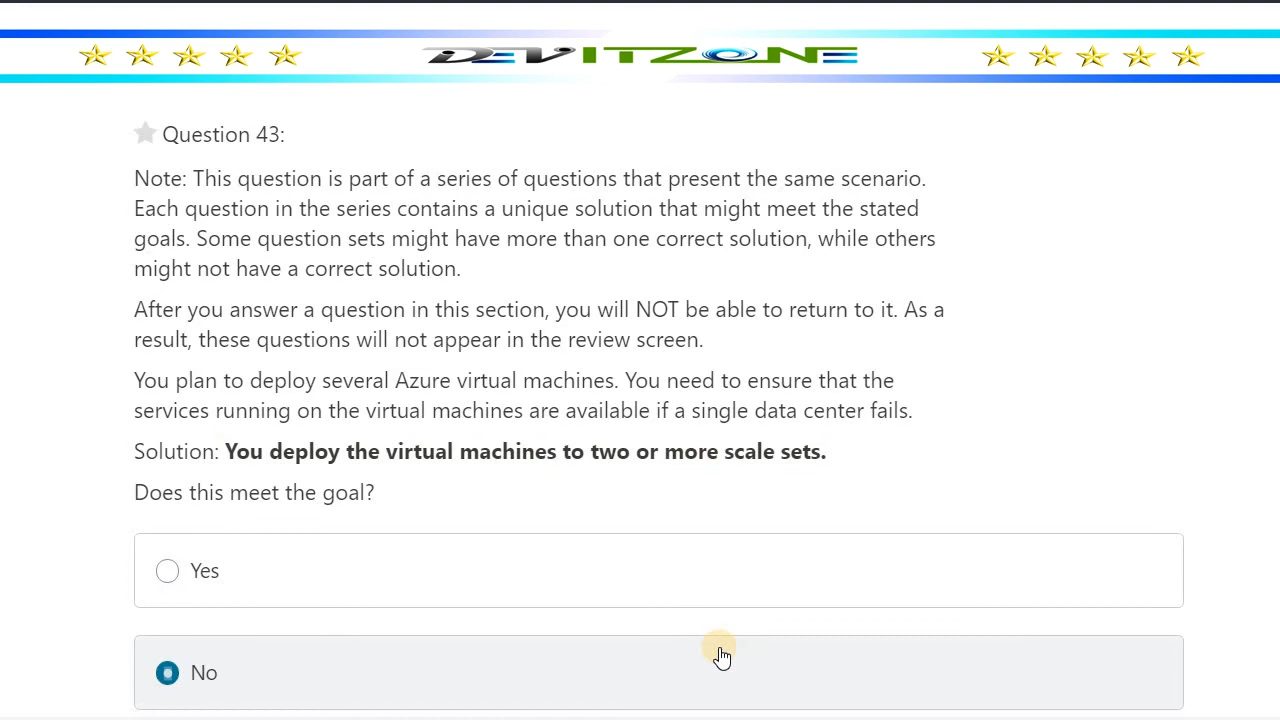 DEVITZONE
Question 43:
Note: This question is part of a series of questions that present the same scenario.
Each question in the series contains a unique solution that might meet the stated
goals. Some question sets might have more than one correct solution, while others
might not have a correct solution.
After you answer a question in this section, you will NOT be able to return to it. As a
result, these questions will not appear in the review screen.
You plan to deploy several Azure virtual machines. You need to ensure that the
services running on the virtual machines are available if a single data center fails.
Solution: You deploy the virtual machines to two or more scale sets.
Does this meet the goal?
Yes
No